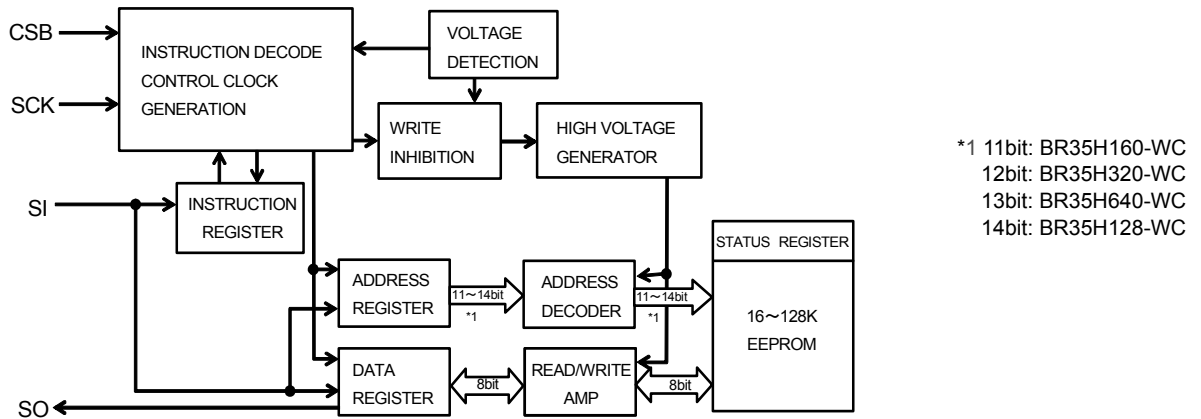 CSB
SCK
SI
SO
INSTRUCTION DECODE
CONTROL CLOCK
GENERATION
VOLTAGE
DETECTION
WRITE
INHIBITION
HIGH VOLTAGE
GENERATOR
INSTRUCTION
REGISTER
ADDRESS
REGISTER
11～14bit
*1
ADDRESS
DECODER
11～14bit
*1
DATA
REGISTER
8bit
READ/WRITE
AMP
8bit
STATUS REGISTER
16～128K
EEPROM
*1 11bit: BR35H160-WC
12bit: BR35H320-WC
13bit: BR35H640-WC
14bit: BR35H128-WC